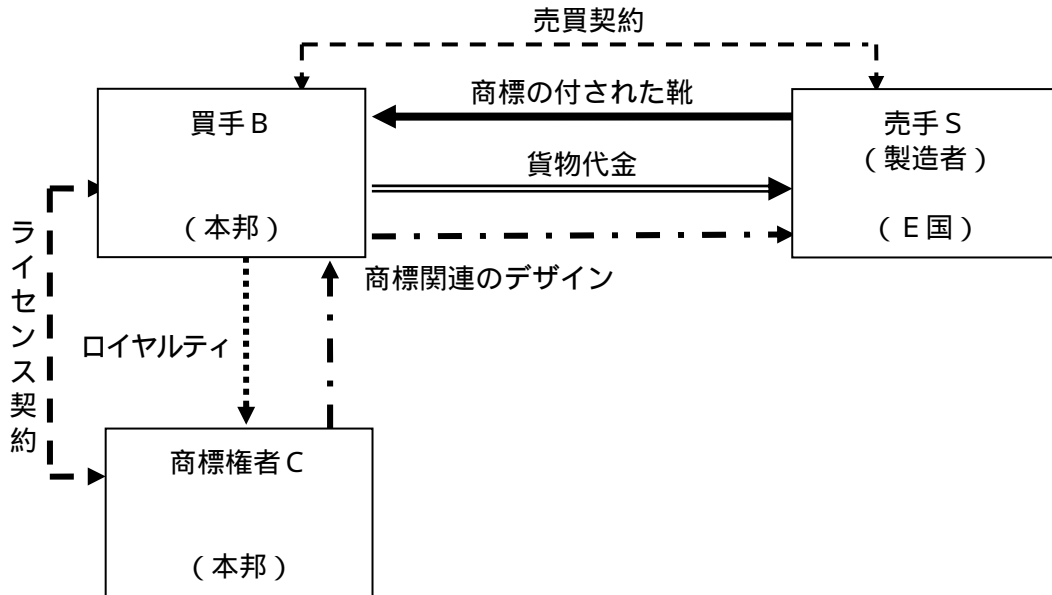 売買契約
買手B
(本邦)
商標の付された靴
貨物代金
商標関連のデザイン
売手S
(製造者)
(E国)
ライセンス契約
ロイヤルティ
商標権者C
(本邦)